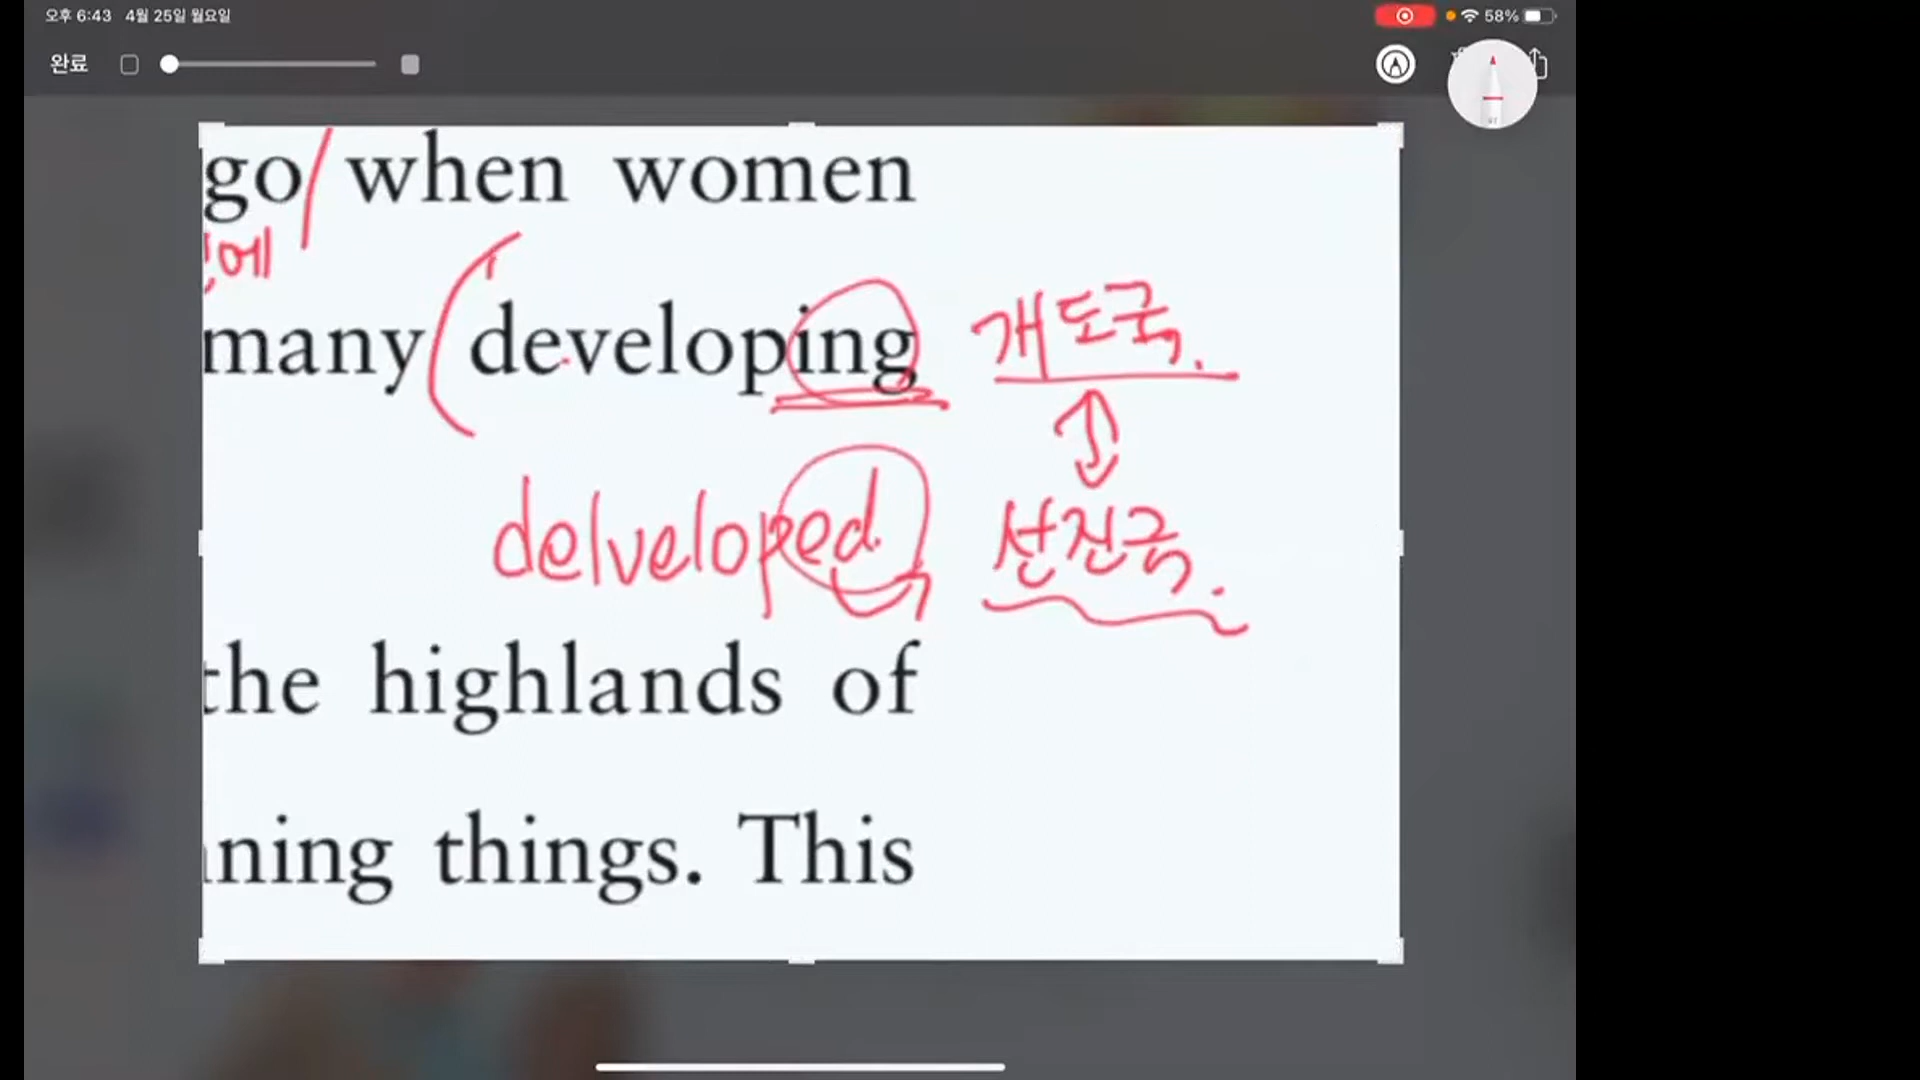 오후 6:43 4월 25일 월요일
58%
완료
go when women
에
many developing 개도국.
delveloped 선진국.
the highlands of
ning things. This